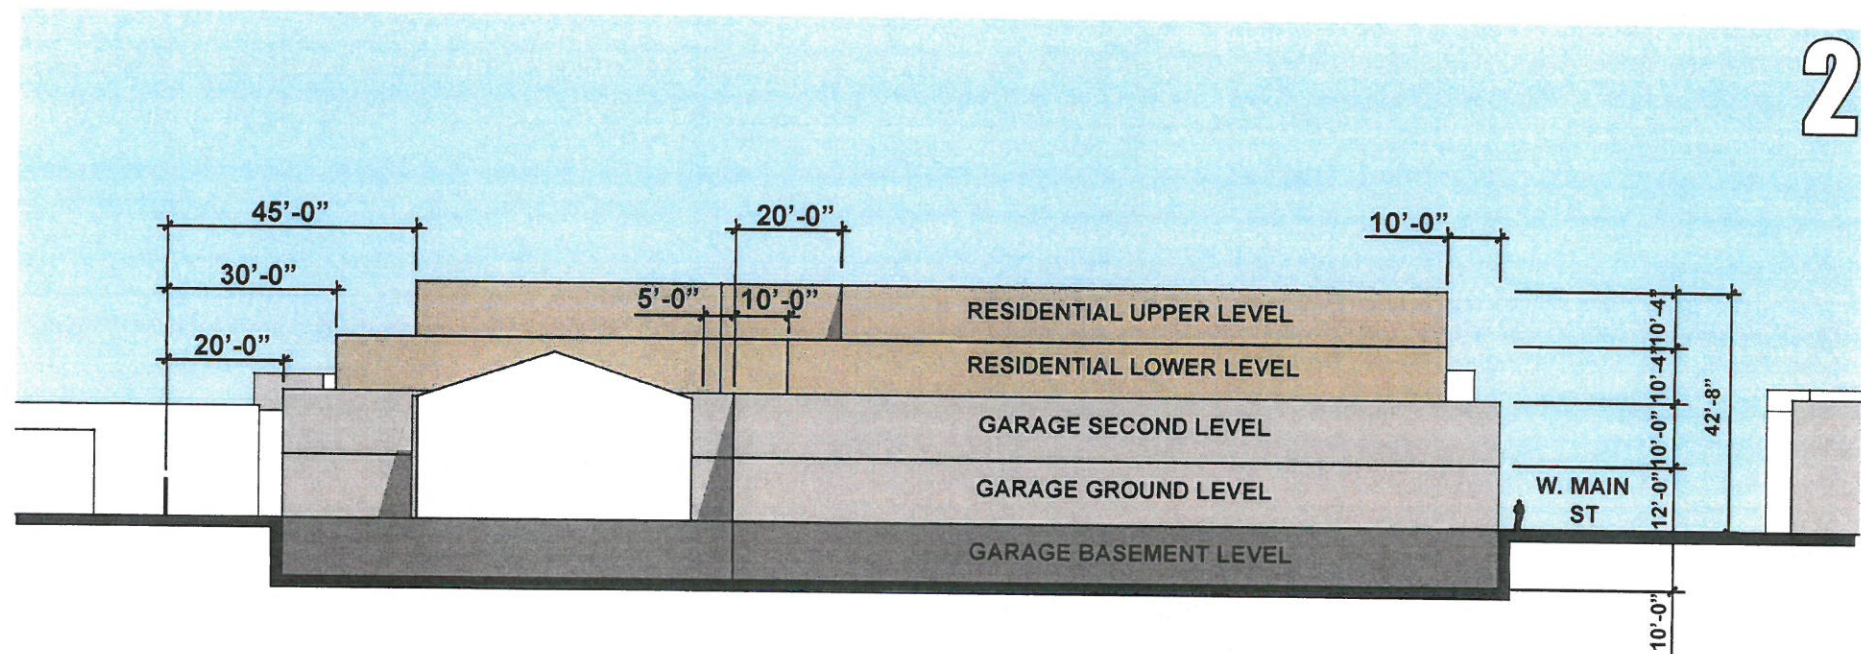 2
45’-0”
20’-0”
10’-0”
30’-0”
5’-0”
10’-0”
20’-0”
RESIDENTIAL UPPER LEVEL
RESIDENTIAL LOWER LEVEL
GARAGE SECOND LEVEL
GARAGE GROUND LEVEL
GARAGE BASEMENT LEVEL
W. MAIN
ST
10’-4”
10’-4”
10’-0”
12’-0”
10’-0”
42’-8”